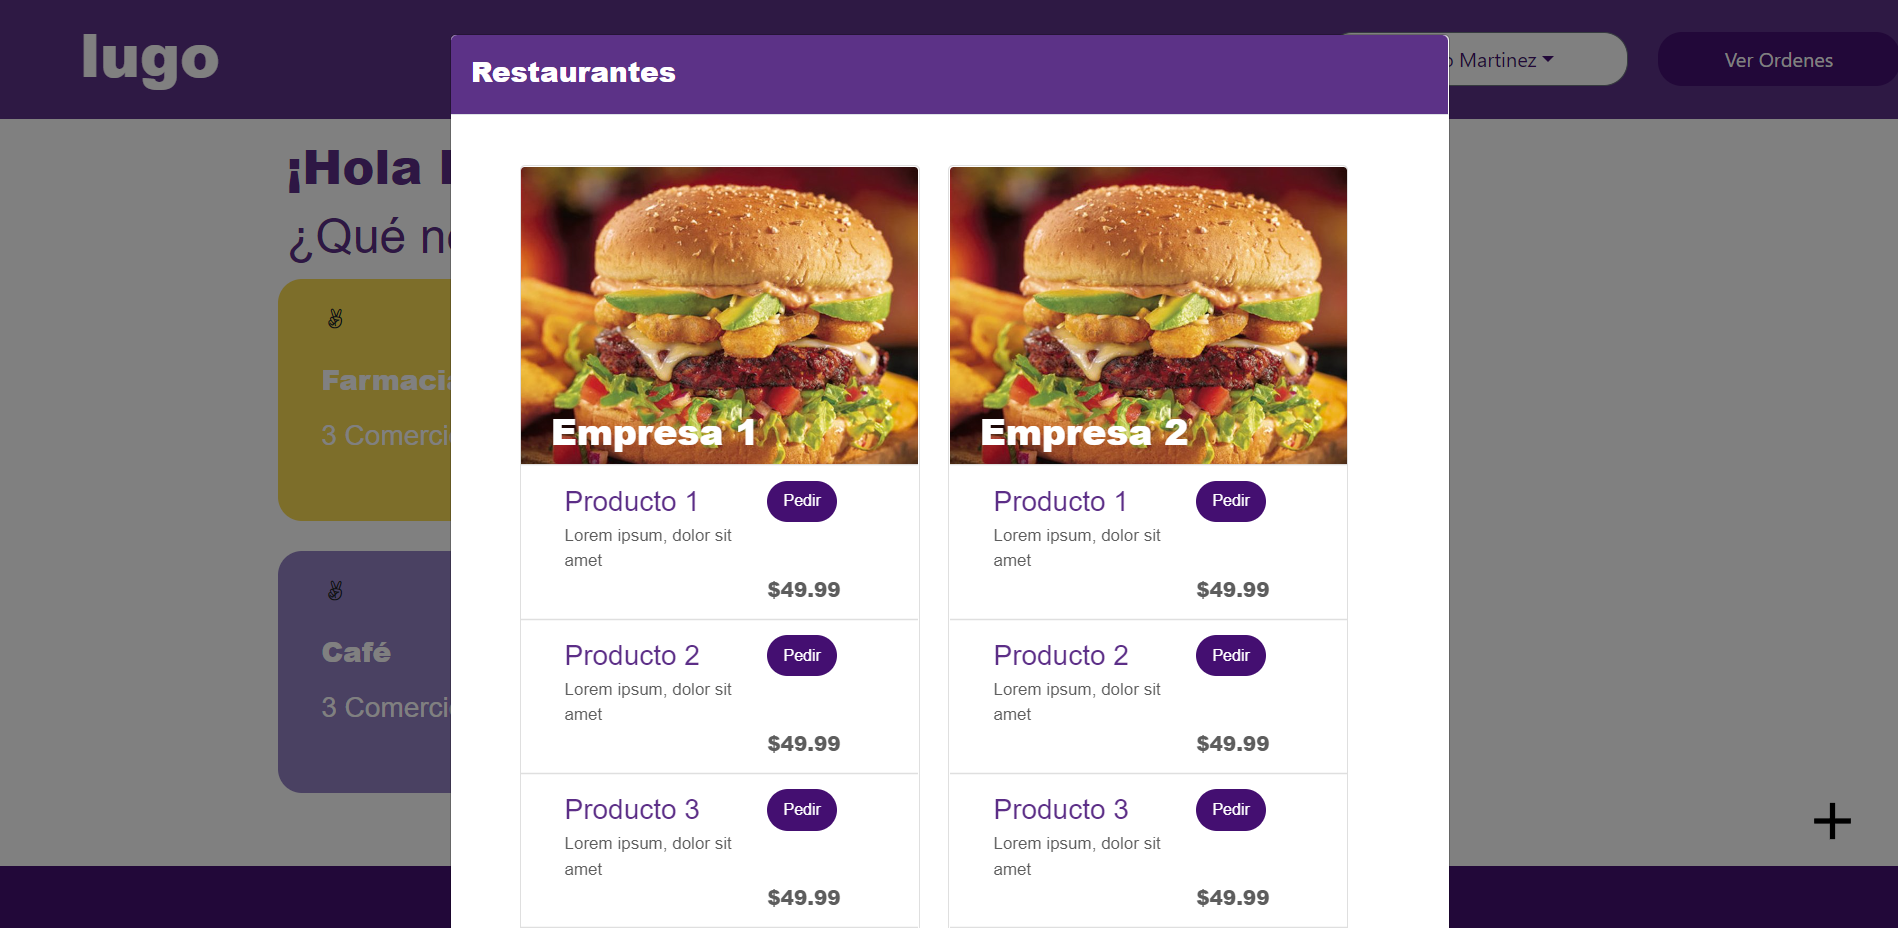 lugo
Restaurantes
Martinez
Ver Ordenes
¡Hola
¿Qué
Farmacia
3 Comerci
Café
3 Comerci
Empresa 1
Producto 1
Pedir
Lorem ipsum, dolor sit
amet
$49.99
Producto 2
Pedir
Lorem ipsum, dolor sit
amet
$49.99
Producto 3
Pedir
Lorem ipsum, dolor sit
amet
$49.99
Empresa 2
Producto 1
Pedir
Lorem ipsum, dolor sit
amet
$49.99
Producto 2
Pedir
Lorem ipsum, dolor sit
amet
$49.99
Producto 3
Pedir
Lorem ipsum, dolor sit
amet
$49.99